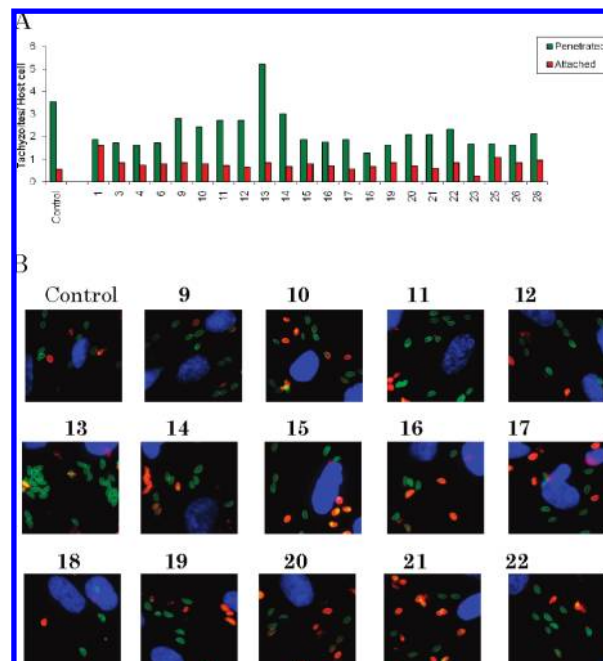 A
6
5
4
3
2
1
0
Tachyzoites/ Host cell
Penetrated
Attached
Control 1 3 4 6 9 10 11 12 13 14 15 16 17 18 19 20 21 22 23 25 26 28
B
Control 9 10 11 12
13 14 15 16 17
18 19 20 21 22